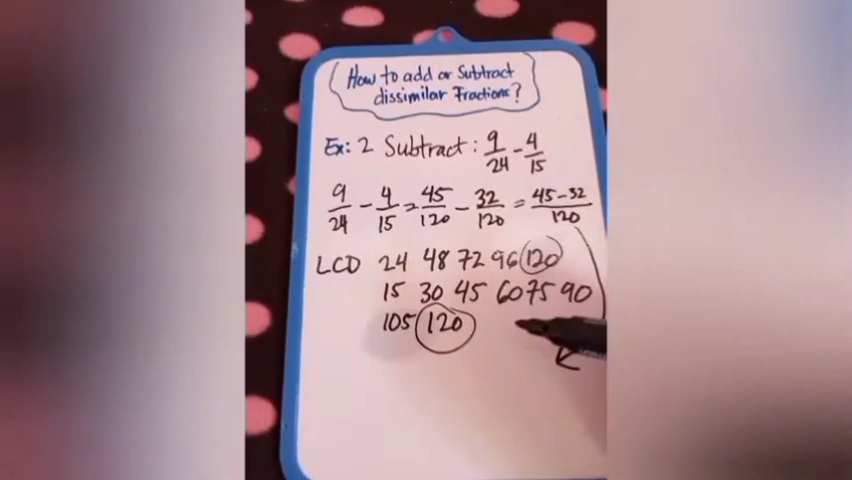 How to add or Subtract
dissimilar Fractions?
Ex: 2 Subtract: 9/24 - 4/15
9/24 - 4/15 = 45/120 - 32/120 = 45-32/120
LCD 24 48 72 96 120
15 30 45 60 75 90
105 120